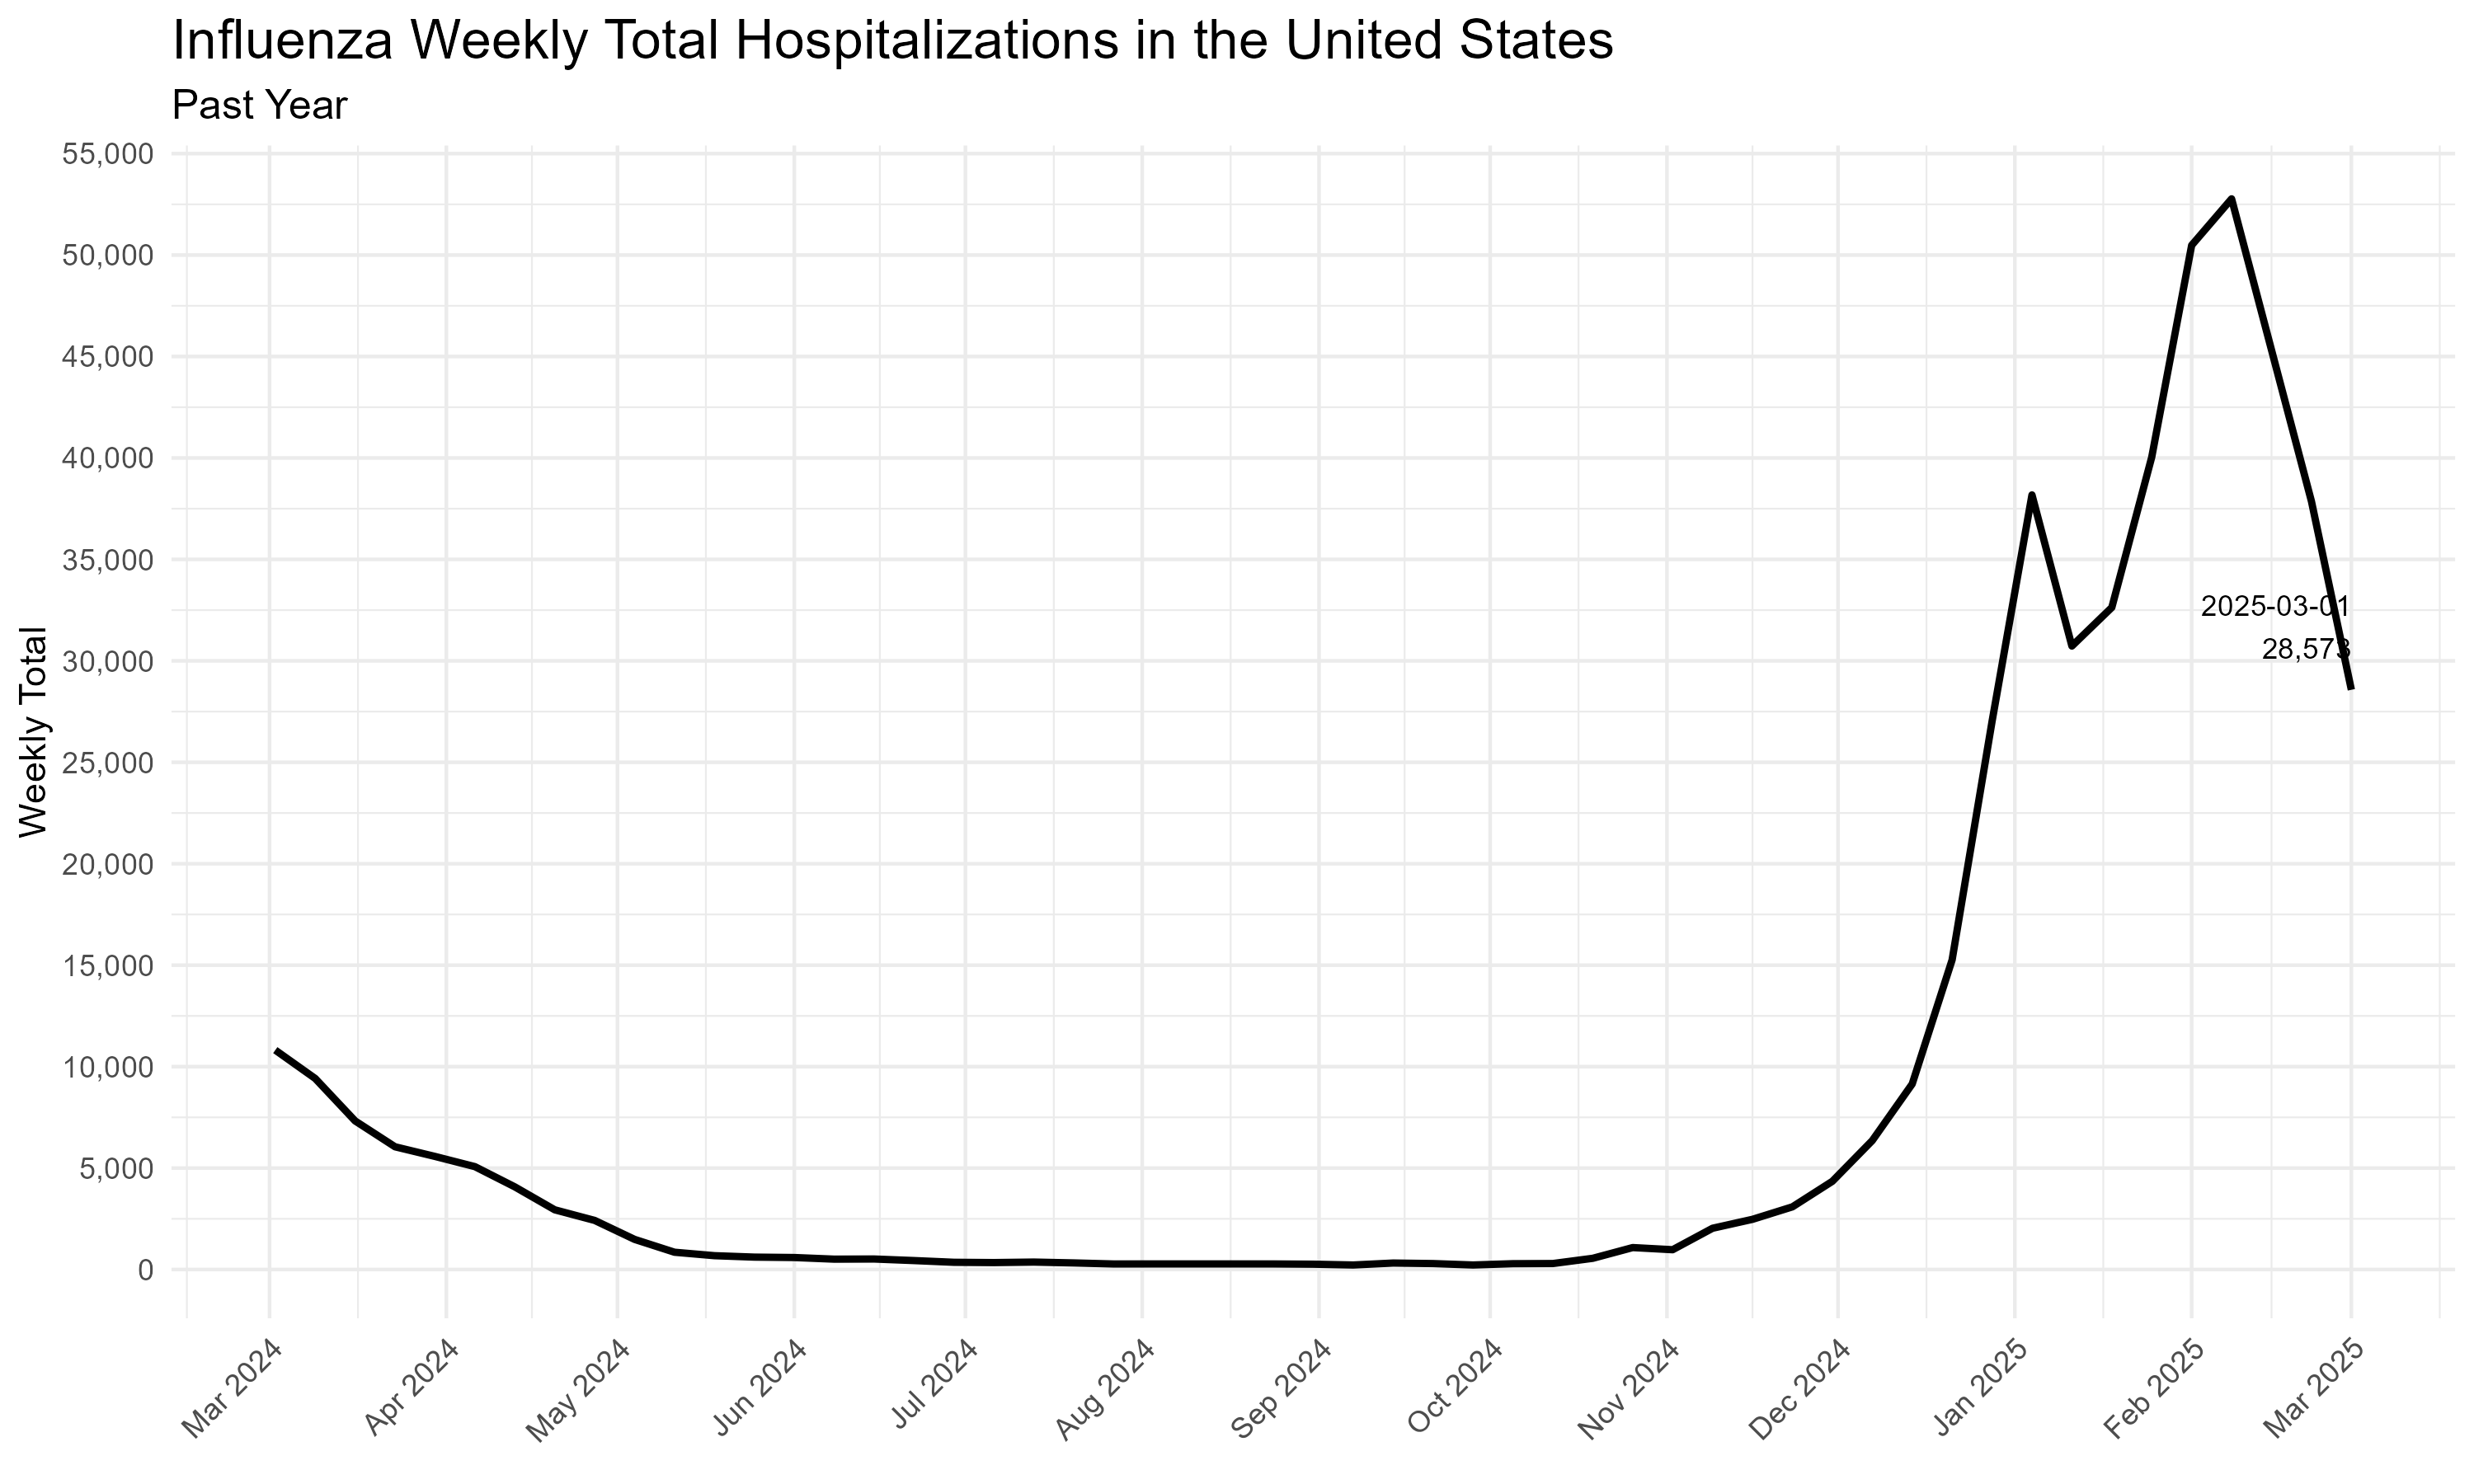 Influenza Weekly Total Hospitalizations in the United States
Past Year
55,000
50,000
45,000
40,000
35,000
30,000
25,000
20,000
15,000
10,000
5,000
0
Weekly Total
2025-03-01
28,573
Mar 2024
Apr 2024
May 2024
Jun 2024
Jul 2024
Aug 2024
Sep 2024
Oct 2024
Nov 2024
Dec 2024
Jan 2025
Feb 2025
Mar 2025